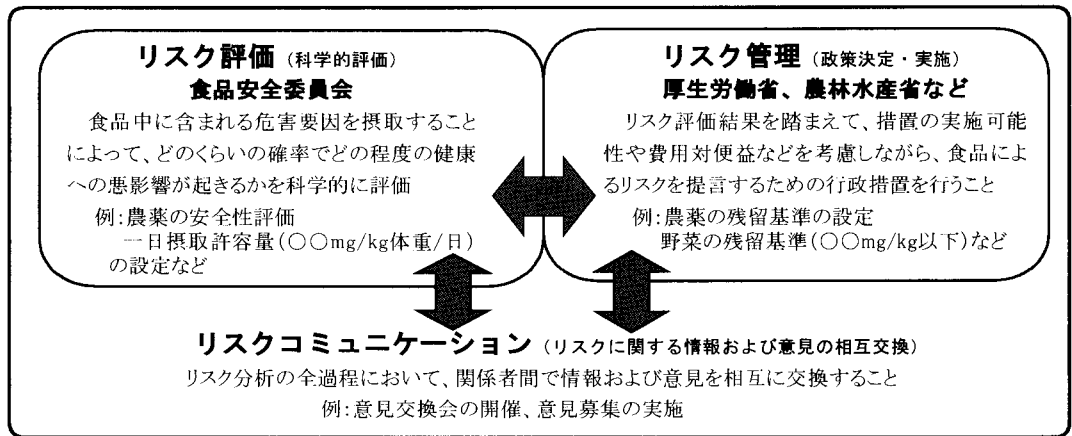 リスク評価（科学的評価）
食品安全委員会
食品中に含まれる危害要因を摂取すること
によって、どのくらいの確率でどの程度の健康
への悪影響が起きるかを科学的に評価
例：農薬の安全性評価
一日摂取許容量(〇〇mg/kg体重/日)
の設定など
リスク管理（政策決定・実施）
厚生労働省、農林水産省など
リスク評価結果を踏まえて、措置の実施可能
性や費用対便益などを考慮しながら、食品によ
るリスクを提言するための行政措置を行うこと
例：農薬の残留基準の設定
野菜の残留基準(〇〇mg/kg以下)など
リスクコミュニケーション（リスクに関する情報および意見の相互交換）
リスク分析の全過程において、関係者間で情報および意見を相互に交換すること
例：意見交換会の開催、意見募集の実施